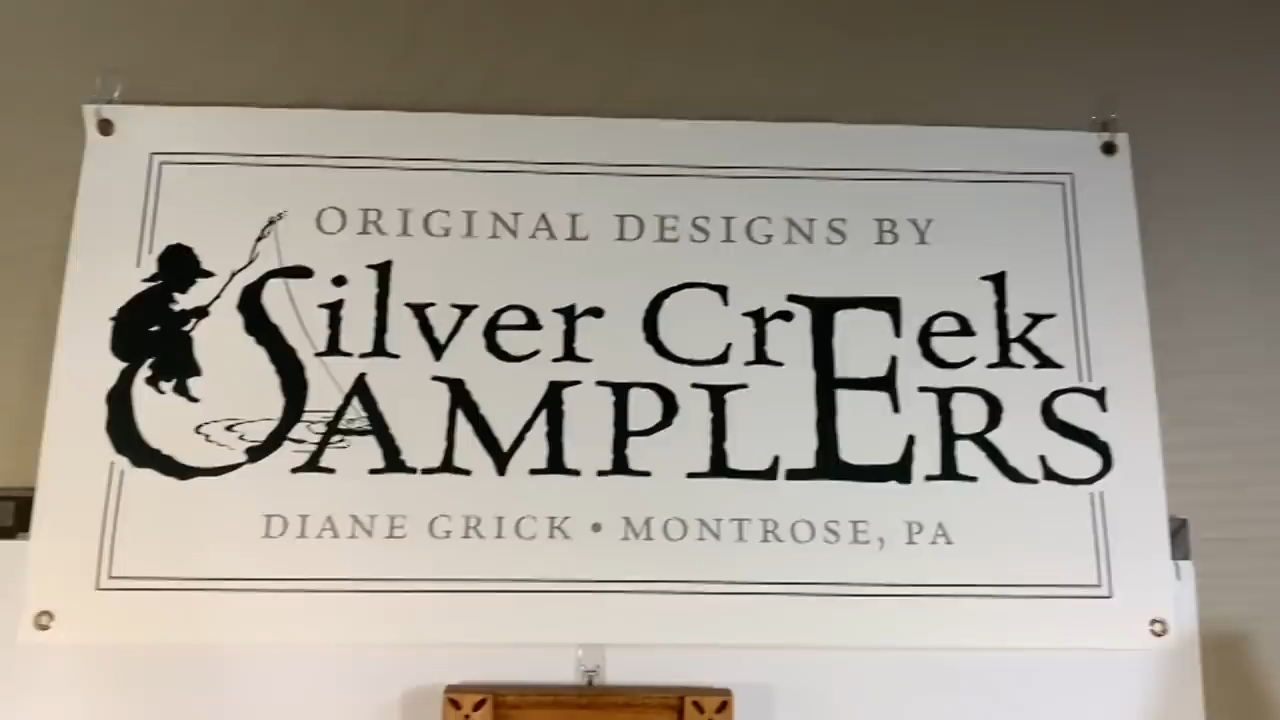 ORIGINAL DESIGNS BY
Silver CrEek
SAMPLERS
DIANE GRICK • MONTROSE, PA